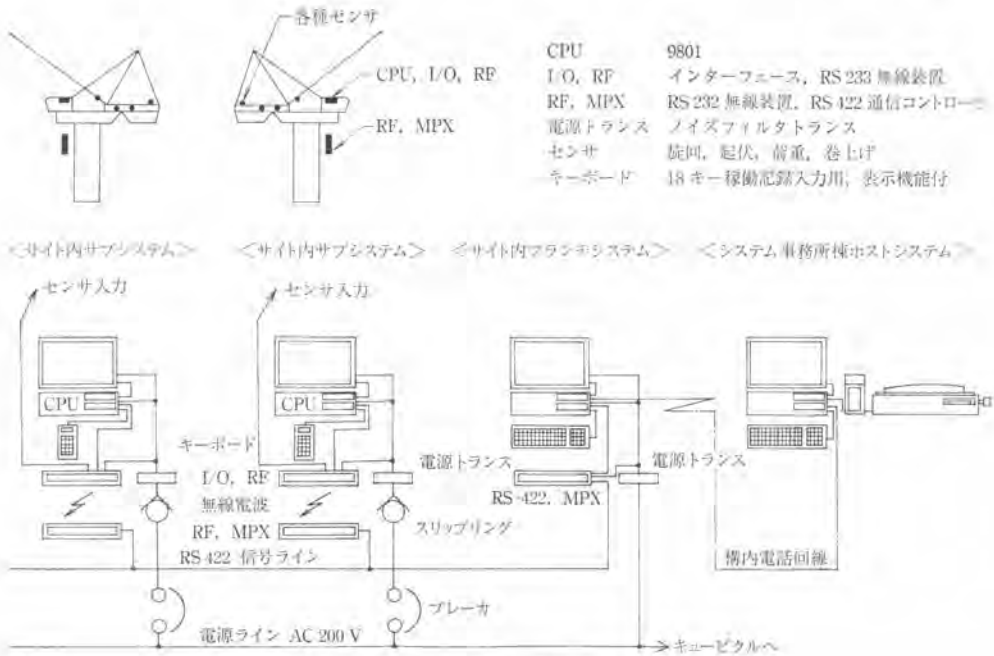 各種センサ
CPU, I/O, RF
RF, MPX
CPU 9801
I/O, RF インターフェース, RS 233 無線装置
RF, MPX RS 232 無線装置, RS 422 通信コントローラ
電源トランス ノイズフィルタトランス
センサ 旋回, 起伏, 荷重, 巻上げ
キーボード 18 キー稼働記録入力用, 表示機能付
<サイト内サブシステム>
<サイト内サブシステム>
<サイト内ブランチシステム>
<システム事務所棟ホストシステム>
センサ入力
センサ入力
CPU
CPU
キーボード
I/O, RF
無線電波
RF, MPX
RS 422 信号ライン
電源トランス
電源トランス
RS-422, MPX
スリップリング
構内電話回線
ブレーカ
電源ライン AC 200 V
キュービクルへ